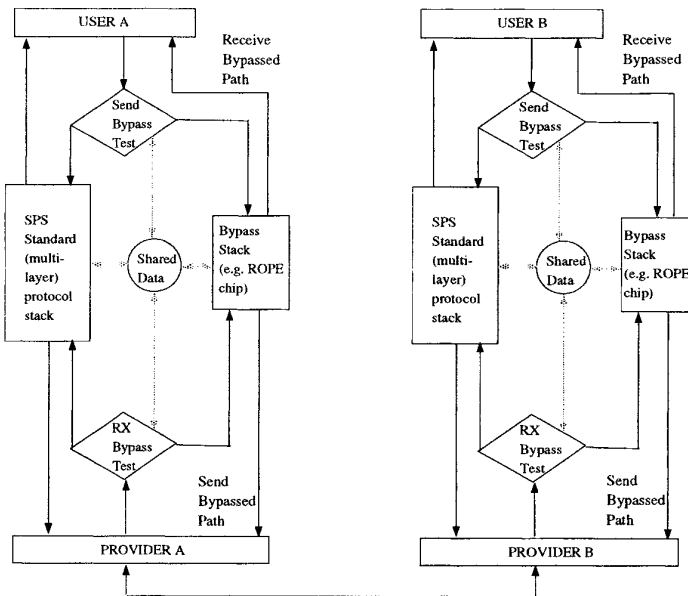 USER A
Receive
Bypassed
Path
Send
Bypass
Test
SPS
Standard
(multi-
layer)
protocol
stack
Shared
Data
Bypass
Stack
(e.g. ROPE
chip)
RX
Bypass
Test
Send
Bypassed
Path
PROVIDER A
USER B
Receive
Bypassed
Path
Send
Bypass
Test
SPS
Standard
(multi-
layer)
protocol
stack
Shared
Data
Bypass
Stack
(e.g. ROPE
chip)
RX
Bypass
Test
Send
Bypassed
Path
PROVIDER B